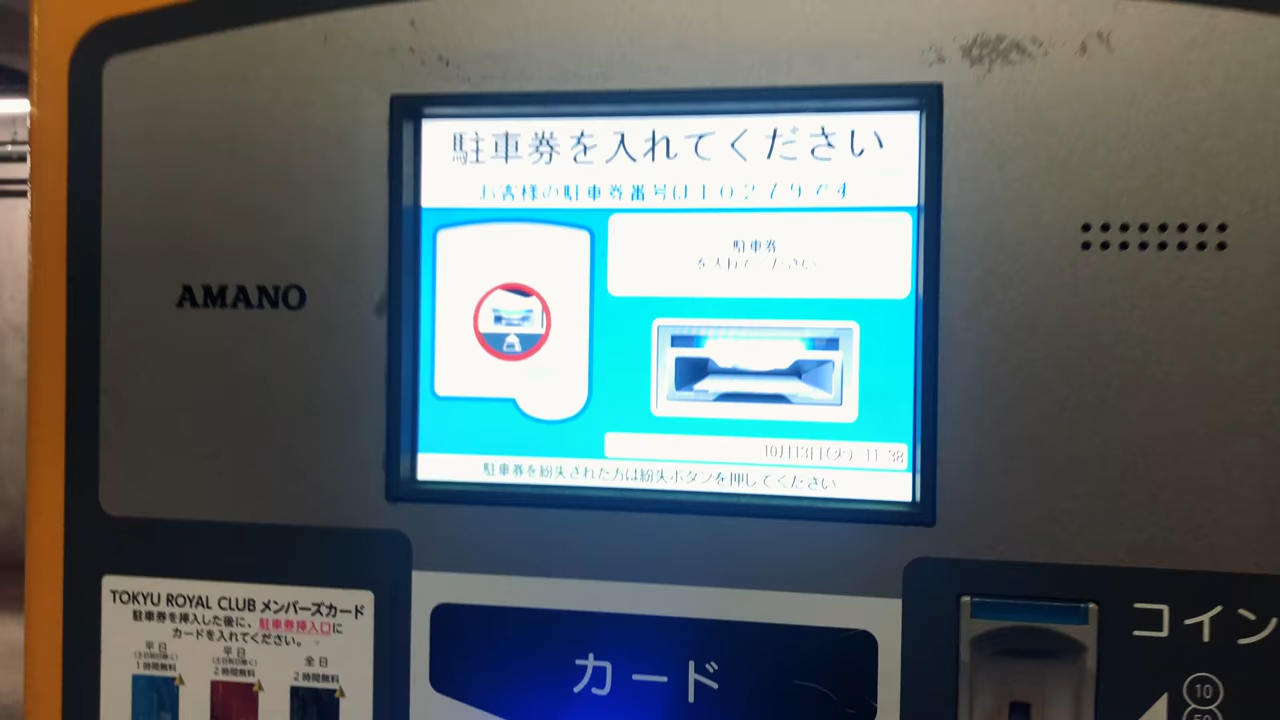 駐車券を入れてください
お客様の駐車券番号は10279です
駐車券
を入れてください
AMANO
10月13日(火) 11:38
駐車券を紛失された方は紛失ボタンを押してください
TOKYU ROYAL CLUB メンバーズカード
駐車券を挿入した後に、駐車券挿入口に
カードを入れてください。
平日
(土日祝日除く)
1時間無料
平日
(土日祝日除く)
2時間無料
全日
2時間無料
カード
コイン
10
50